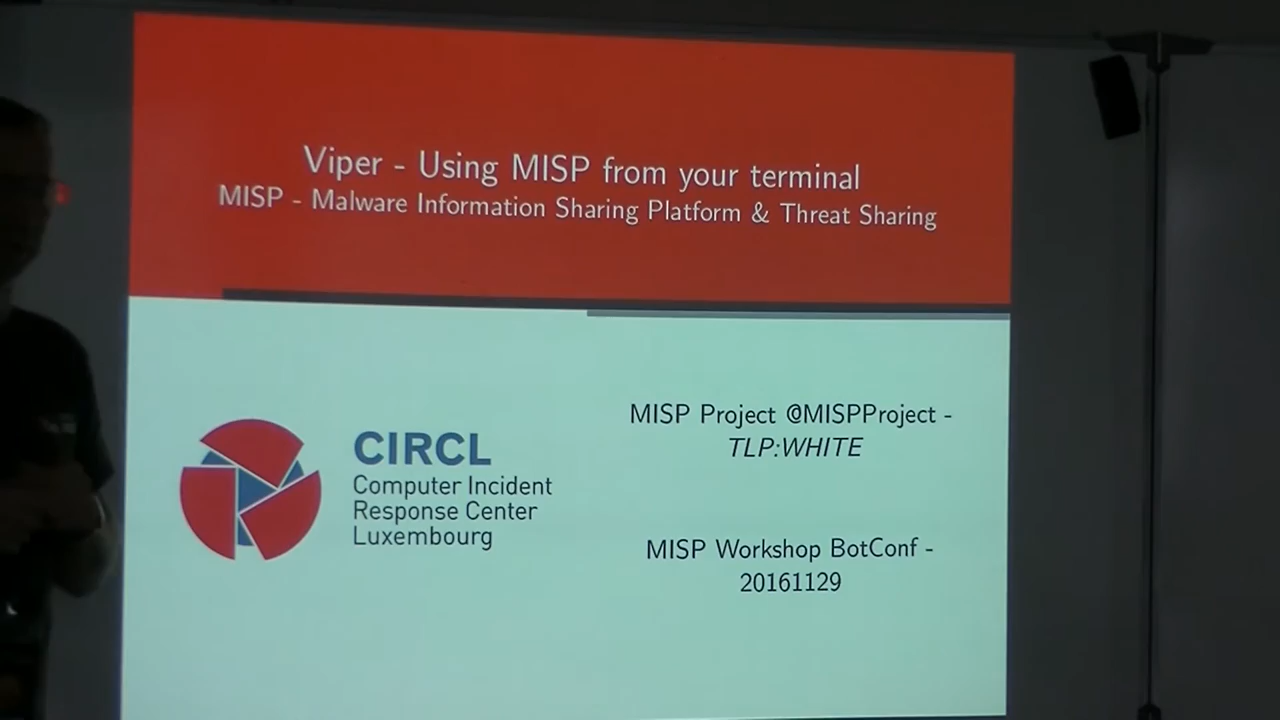 Viper - Using MISP from your terminal
MISP - Malware Information Sharing Platform & Threat Sharing
CIRCL
Computer Incident
Response Center
Luxembourg
MISP Project @MISPProject -
TLP:WHITE
MISP Workshop BotConf -
20161129